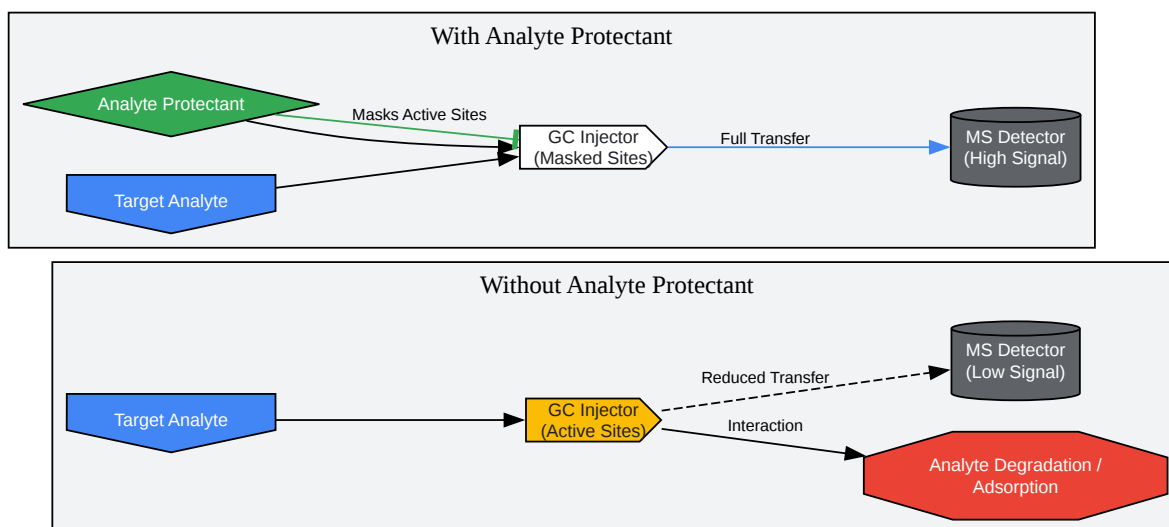 With Analyte Protectant
Analyte Protectant
Masks Active Sites
GC Injector
(Masked Sites)
Full Transfer
MS Detector
(High Signal)
Target Analyte
Without Analyte Protectant
Target Analyte
GC Injector
(Active Sites)
Reduced Transfer
MS Detector
(Low Signal)
Interaction
Analyte Degradation /
Adsorption